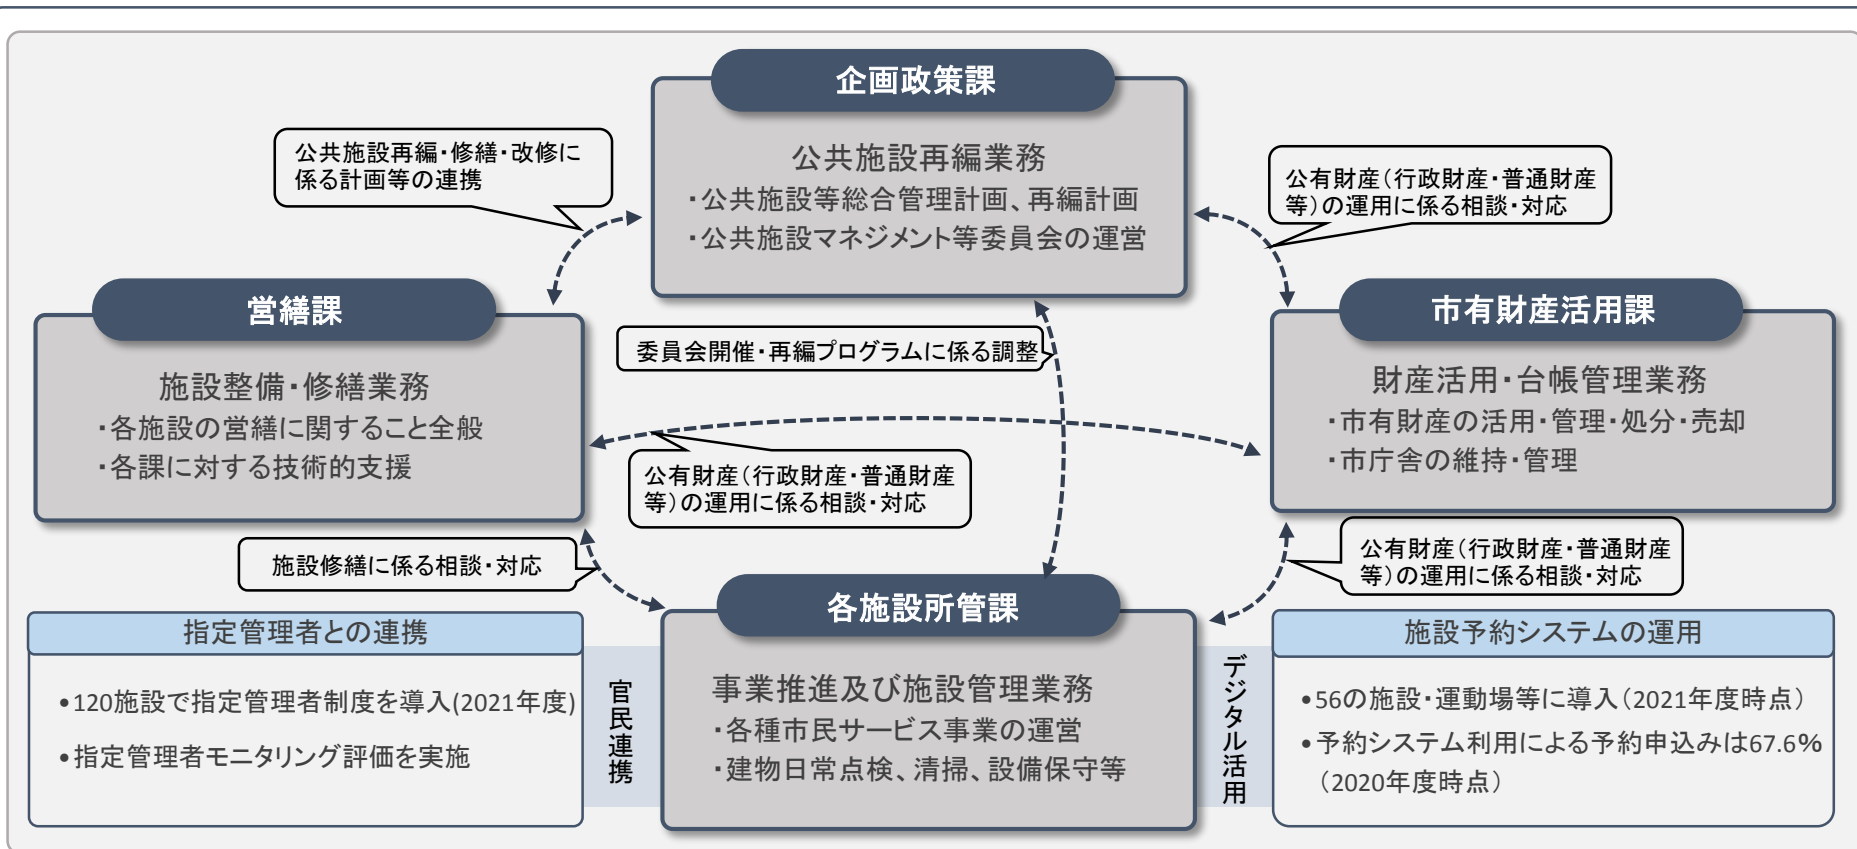 企画政策課
公共施設再編業務
・公共施設等総合管理計画、再編計画
・公共施設マネジメント等委員会の運営
公共施設再編・修繕・改修に
係る計画等の連携
公有財産（行政財産・普通財産
等）の運用に係る相談・対応
営繕課
施設整備・修繕業務
・各施設の営繕に関すること全般
・各課に対する技術的支援
委員会開催・再編プログラムに係る調整
市有財産活用課
財産活用・台帳管理業務
・市有財産の活用・管理・処分・売却
・市庁舎の維持・管理
公有財産（行政財産・普通財産
等）の運用に係る相談・対応
施設修繕に係る相談・対応
公有財産（行政財産・普通財産
等）の運用に係る相談・対応
各施設所管課
事業推進及び施設管理業務
・各種市民サービス事業の運営
・建物日常点検、清掃、設備保守等
指定管理者との連携
•120施設で指定管理者制度を導入(2021年度)
•指定管理者モニタリング評価を実施
官民連携
デジタル活用
施設予約システムの運用
•56の施設・運動場等に導入（2021年度時点）
•予約システム利用による予約申込みは67.6%
（2020年度時点）